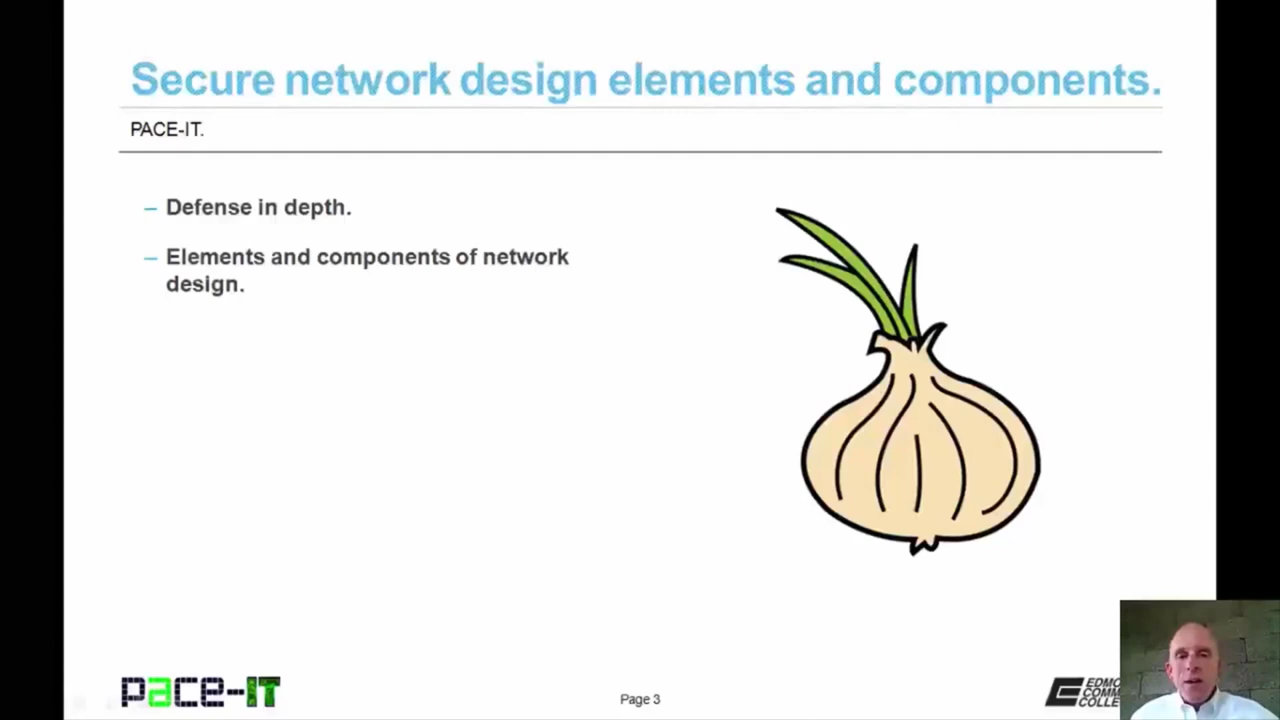 Secure network design elements and components.
PACE-IT.
– Defense in depth.
– Elements and components of network
design.
pace-IT
Page 3